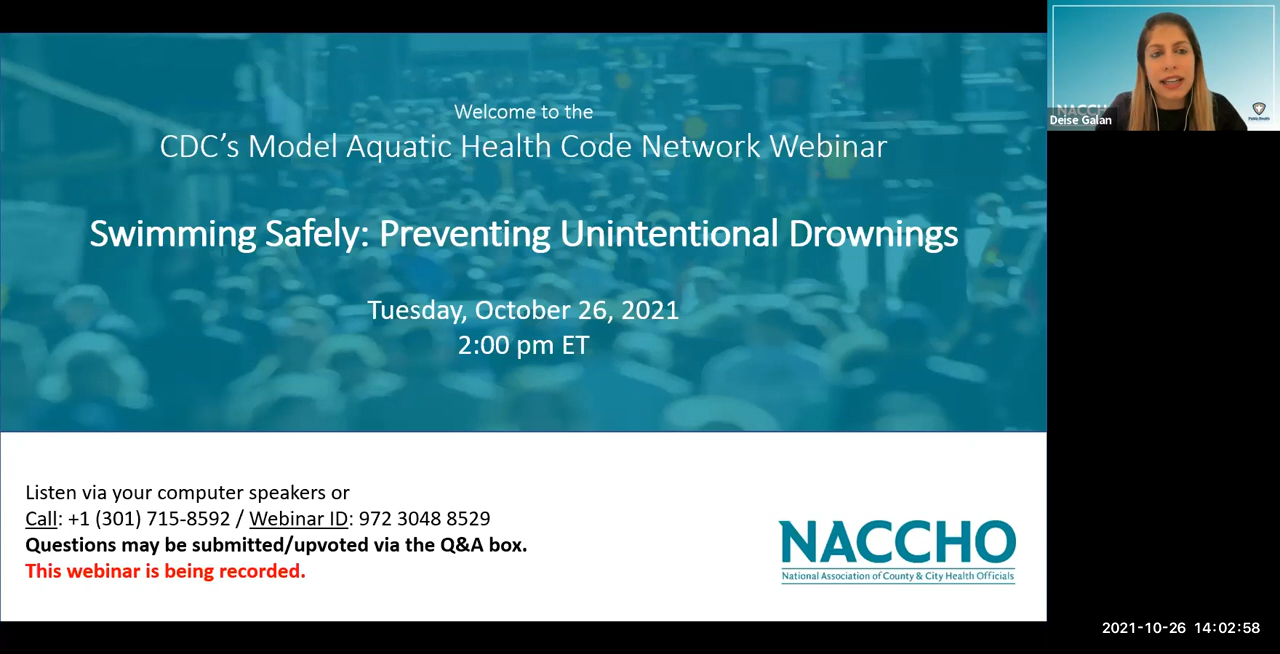 Welcome to the
CDC's Model Aquatic Health Code Network Webinar
Swimming Safely: Preventing Unintentional Drownings
Tuesday, October 26, 2021
2:00 pm ET
Listen via your computer speakers or
Call: +1 (301) 715-8592 / Webinar ID: 972 3048 8529
Questions may be submitted/upvoted via the Q&A box.
This webinar is being recorded.
NACCHO
National Association of County & City Health Officials
NACCH
Deise Galan
2021-10-26 14:02:58